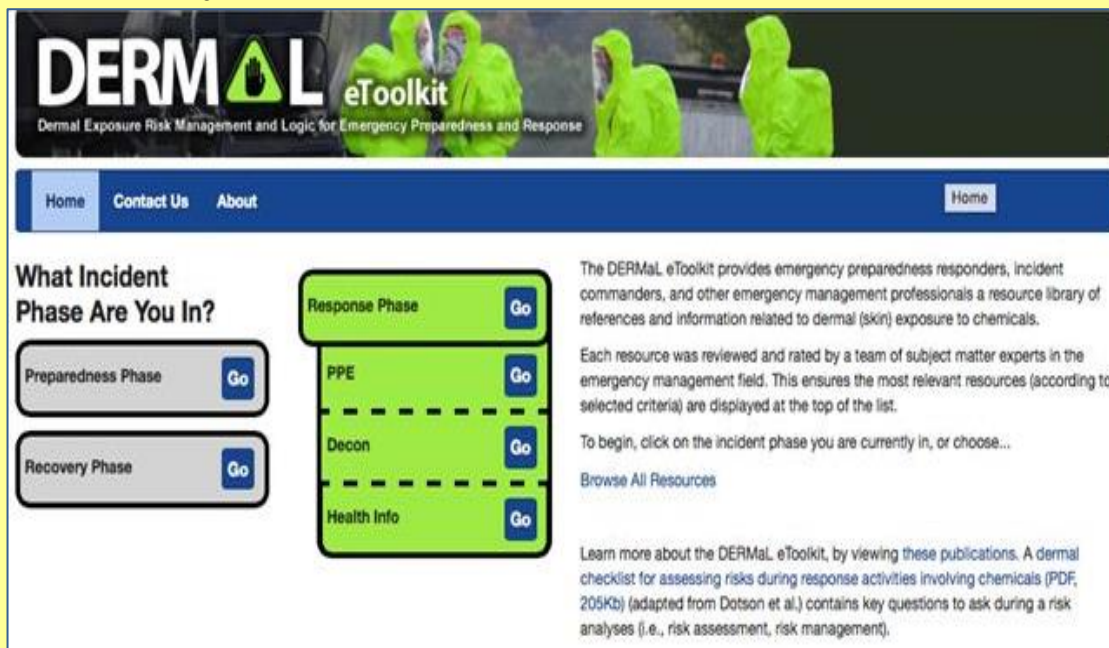 DERMAL eToolkit
Dermal Exposure Risk Management and Logic for Emergency Preparedness and Response
Home Contact Us About Home
What Incident
Phase Are You In?
Preparedness Phase Go
Recovery Phase Go
Response Phase Go
PPE Go
Decon Go
Health Info Go
The DERMaL eToolkit provides emergency preparedness responders, incident
commanders, and other emergency management professionals a resource library of
references and information related to dermal (skin) exposure to chemicals.
Each resource was reviewed and rated by a team of subject matter experts in the
emergency management field. This ensures the most relevant resources (according to
selected criteria) are displayed at the top of the list.
To begin, click on the incident phase you are currently in, or choose...
Browse All Resources
Learn more about the DERMaL eToolkit, by viewing these publications. A dermal
checklist for assessing risks during response activities involving chemicals (PDF,
205Kb) (adapted from Dotson et al.) contains key questions to ask during a risk
analyses (i.e., risk assessment, risk management).